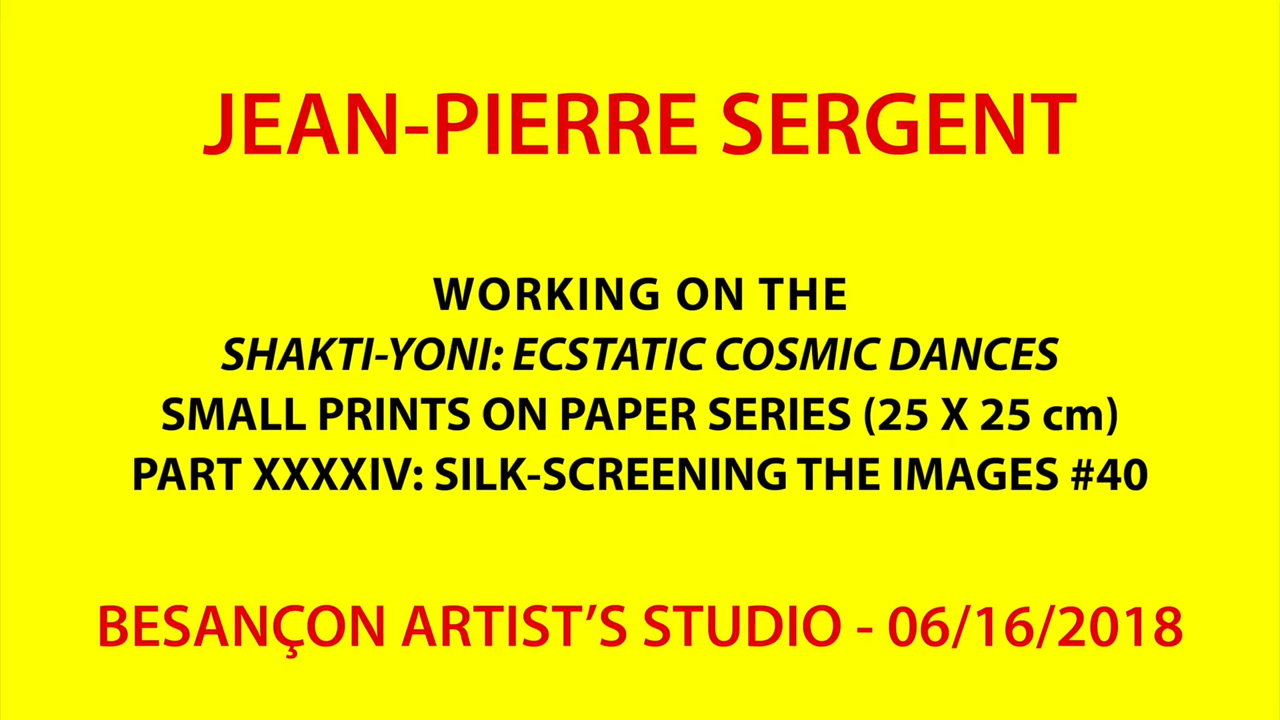 JEAN-PIERRE SERGENT
WORKING ON THE
SHAKTI-YONI: ECSTATIC COSMIC DANCES
SMALL PRINTS ON PAPER SERIES (25 X 25 cm)
PART XXXXIV: SILK-SCREENING THE IMAGES #40
BESANÇON ARTIST’S STUDIO - 06/16/2018